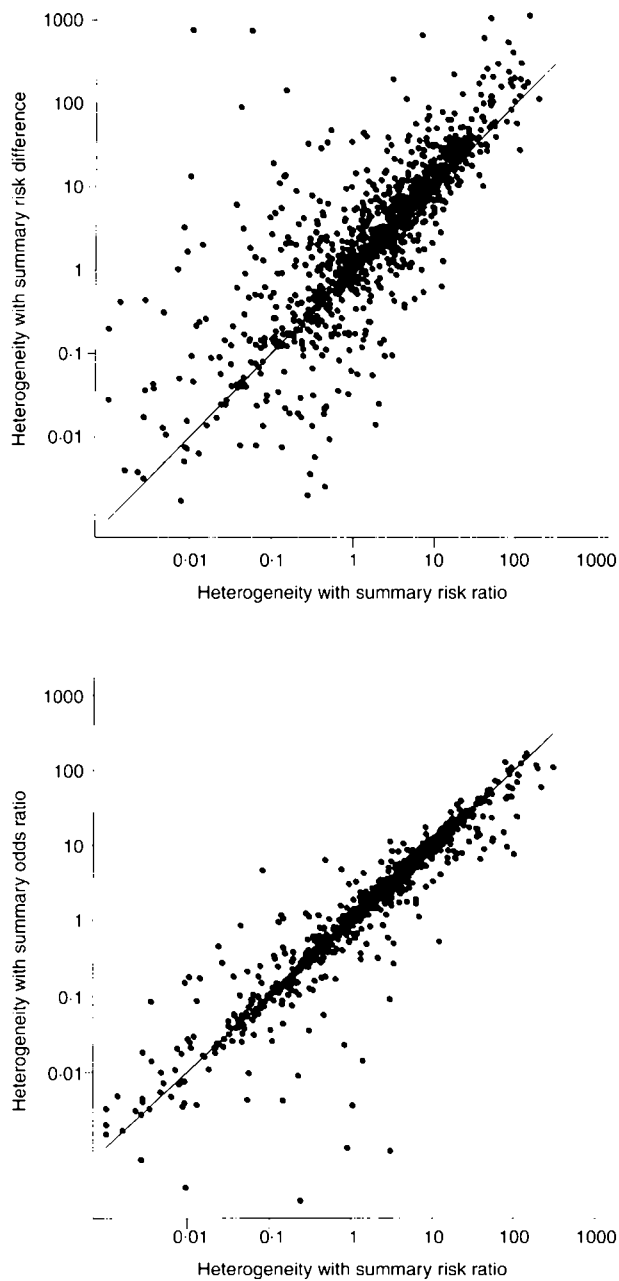 1000
100
10
1
0·1
0·01
Heterogeneity with summary risk difference
0·01 0·1 1 10 100 1000
Heterogeneity with summary risk ratio
1000
100
10
1
0·1
0·01
Heterogeneity with summary odds ratio
0·01 0·1 1 10 100 1000
Heterogeneity with summary risk ratio